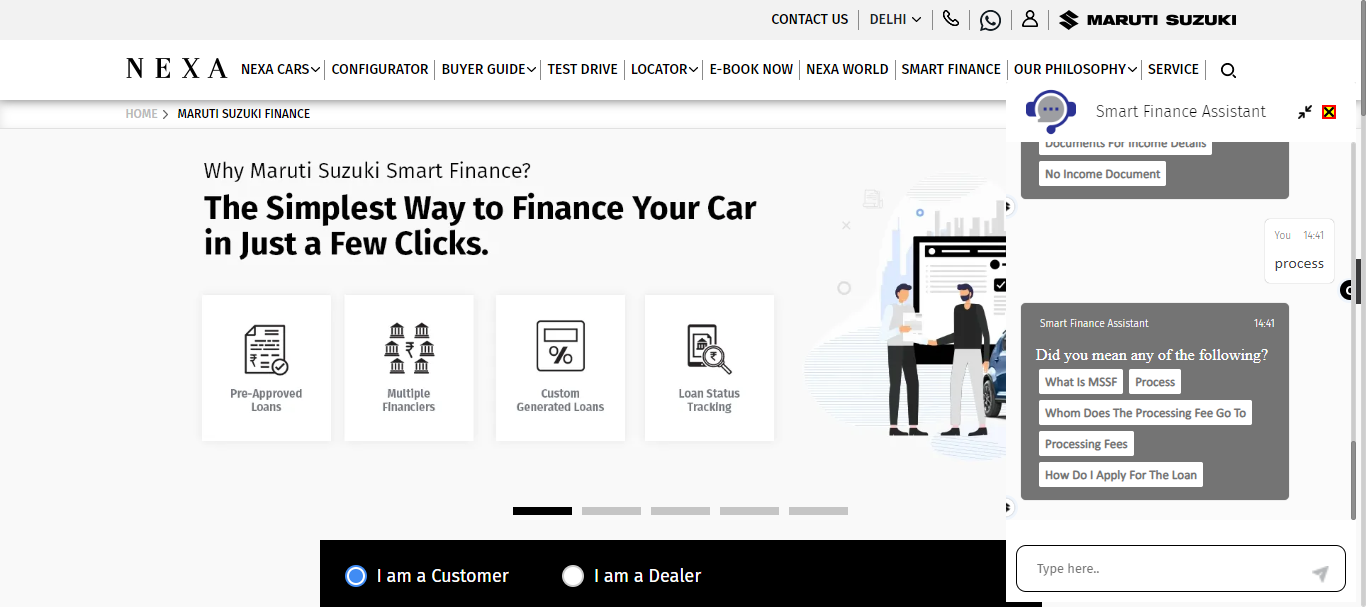 CONTACT US
DELHI
MARUTI SUZUKI
NEXA
NEXA CARS
CONFIGURATOR
BUYER GUIDE
TEST DRIVE
LOCATOR
E-BOOK NOW
NEXA WORLD
SMART FINANCE
OUR PHILOSOPHY
SERVICE
HOME
MARUTI SUZUKI FINANCE
Why Maruti Suzuki Smart Finance?
The Simplest Way to Finance Your Car
in Just a Few Clicks.
Pre-Approved
Loans
Multiple
Financiers
Custom
Generated Loans
Loan Status
Tracking
I am a Customer
I am a Dealer
Smart Finance Assistant
Documents For Income Details
No Income Document
You 14:41
process
Smart Finance Assistant 14:41
Did you mean any of the following?
What Is MSSF
Process
Whom Does The Processing Fee Go To
Processing Fees
How Do I Apply For The Loan
Type here..